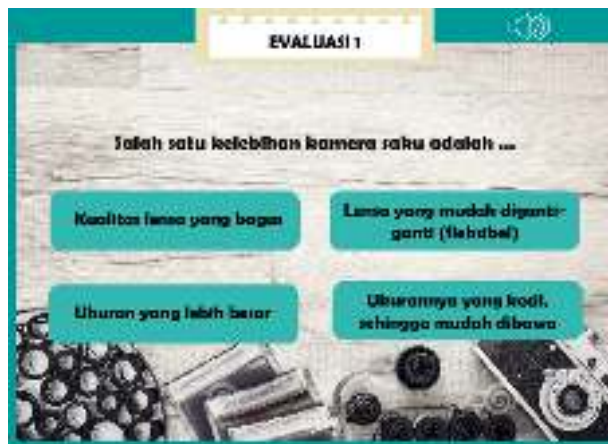 EVALUASI 1
Salah satu kelebihan kamera saku adalah ...
Kualitas lensa yang bagus
Lensa yang mudah diganti-
ganti (fleksibel)
Ukuran yang lebih besar
Ukurannya yang kecil,
sehingga mudah dibawa